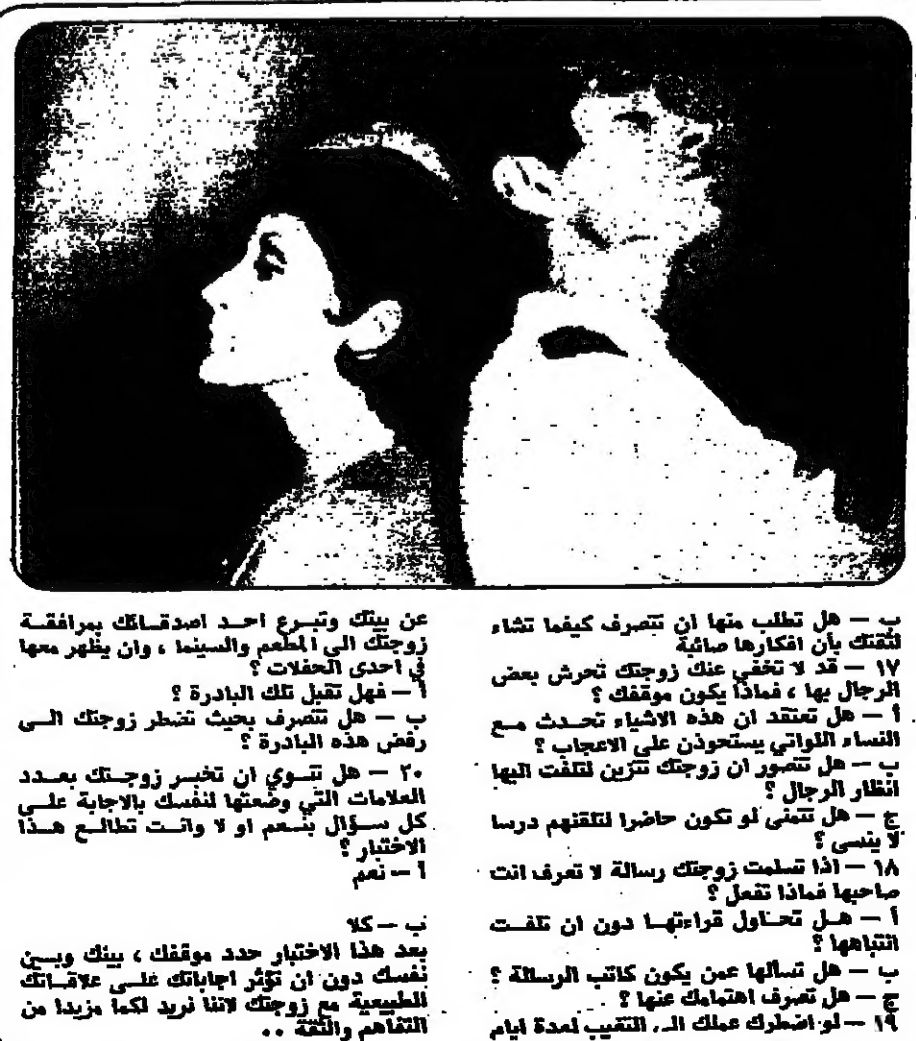 ب — هل تطلب منها ان تتصرف كيفما تشاء
لثقتك بأن افكارها صائبة
١٧ — قد لا تخفي عنك زوجتك تحرش بعض
الرجال بها ، فماذا يكون موقفك ؟
أ — هل تعتقد ان هذه الاشياء تحدث مع
النساء اللواتي يستحوذن على الاعجاب ؟
ب — هل تتصور ان زوجتك تتزين لتلفت اليها
انظار الرجال ؟
ج — هل تتمنى لو تكون حاضرا لتلقنهم درسا
لا ينسى ؟
١٨ — اذا تسلمت زوجتك رسالة لا تعرف انت
صاحبها فماذا تفعل ؟
أ — هل تحاول قراءتها دون ان تلفت
انتباهها ؟
ب — هل تسألها عمن يكون كاتب الرسالة ؟
ج — هل تصرف اهتمامك عنها ؟
١٩ — لو اضطرك عملك الى التغيب لعدة ايام
عن بيتك وتبرع احد اصدقائك بمرافقة
زوجتك الى المطعم والسينما ، وان يظهر معها
في احدى الحفلات ؟
أ — فهل تقبل تلك البادرة ؟
ب — هل تتصرف بحيث تضطر زوجتك الى
رفض هذه البادرة ؟
٢٠ — هل تنوي ان تخبر زوجتك بعدد
العلامات التي وضعتها لنفسك بالاجابة على
كل سؤال بنعم او لا وانت تطالع هذا
الاختبار ؟
أ — نعم
ب — كلا
بعد هذا الاختبار حدد موقفك ، بينك وبين
نفسك دون ان تؤثر اجاباتك على علاقاتك
الطبيعية مع زوجتك لاننا نريد لكما مزيدا من
التفاهم والثقة ..